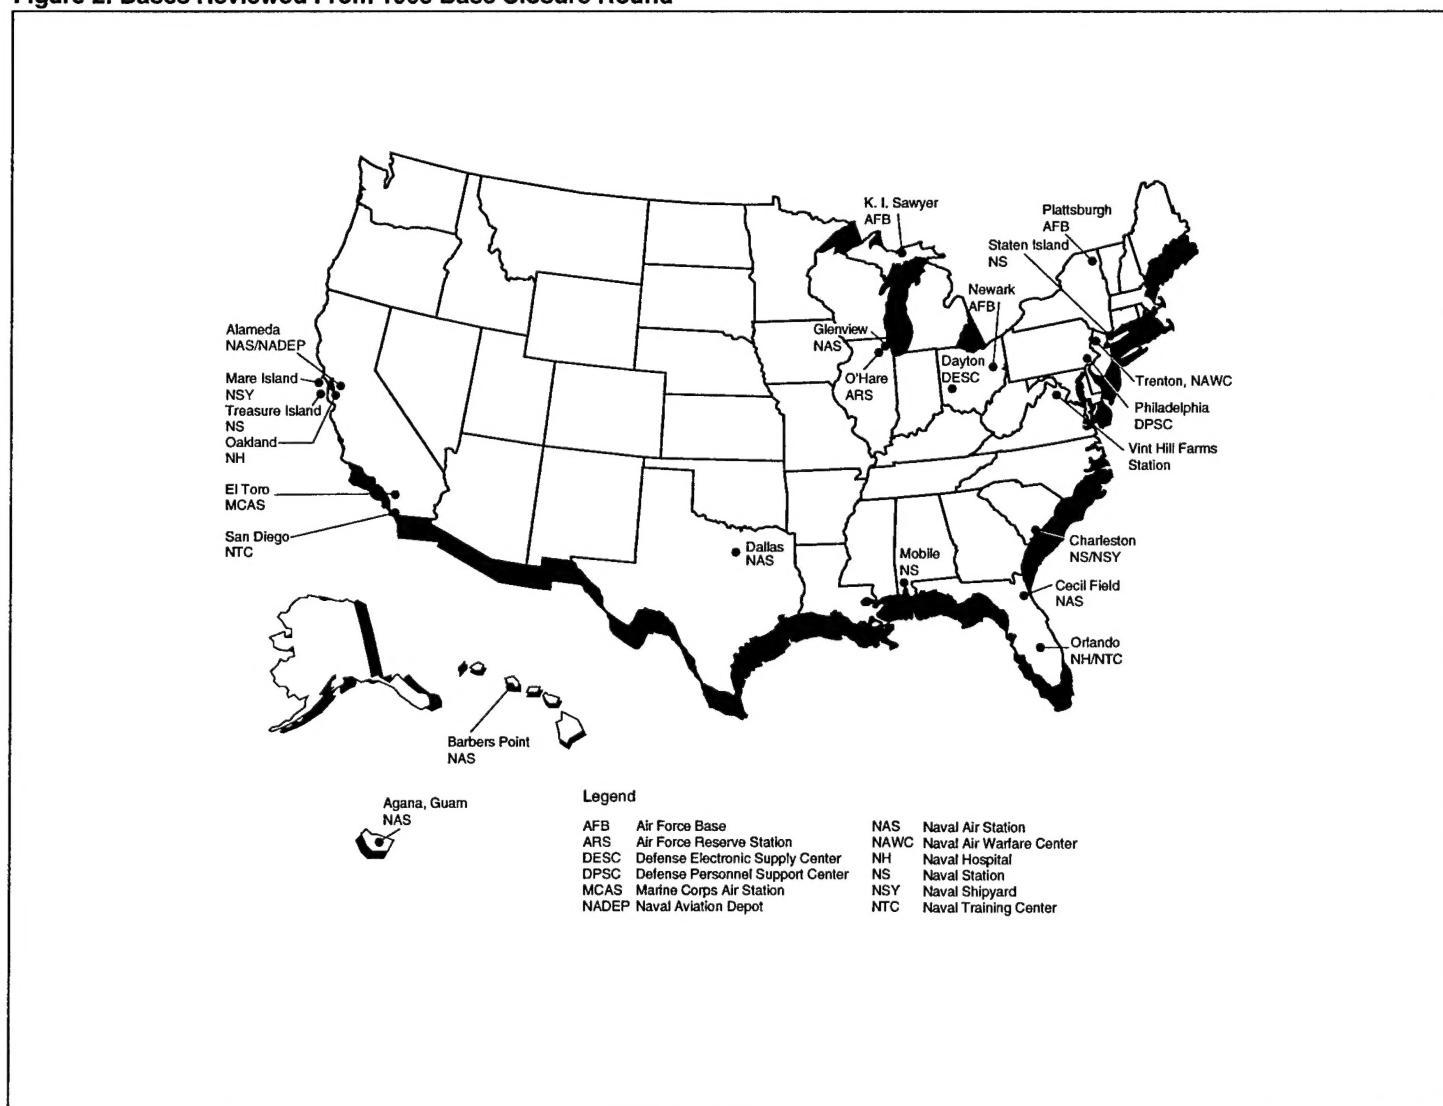 Figure 2: Bases Reviewed From 1993 Base Closure Round
K. I. Sawyer
AFB
Plattsburgh
AFB
Staten Island
NS
Newark
AFB
Glenview
NAS
O'Hare
ARS
Dayton
DESC
Trenton, NAWC
Philadelphia
DPSC
Vint Hill Farms
Station
Alameda
NAS/NADEP
Mare Island
NSY
Treasure Island
NS
Oakland
NH
El Toro
MCAS
San Diego
NTC
Dallas
NAS
Mobile
NS
Charleston
NS/NSY
Cecil Field
NAS
Orlando
NH/NTC
Barbers Point
NAS
Agana, Guam
NAS
Legend
AFB Air Force Base
ARS Air Force Reserve Station
DESC Defense Electronic Supply Center
DPSC Defense Personnel Support Center
MCAS Marine Corps Air Station
NADEP Naval Aviation Depot
NAS Naval Air Station
NAWC Naval Air Warfare Center
NH Naval Hospital
NS Naval Station
NSY Naval Shipyard
NTC Naval Training Center